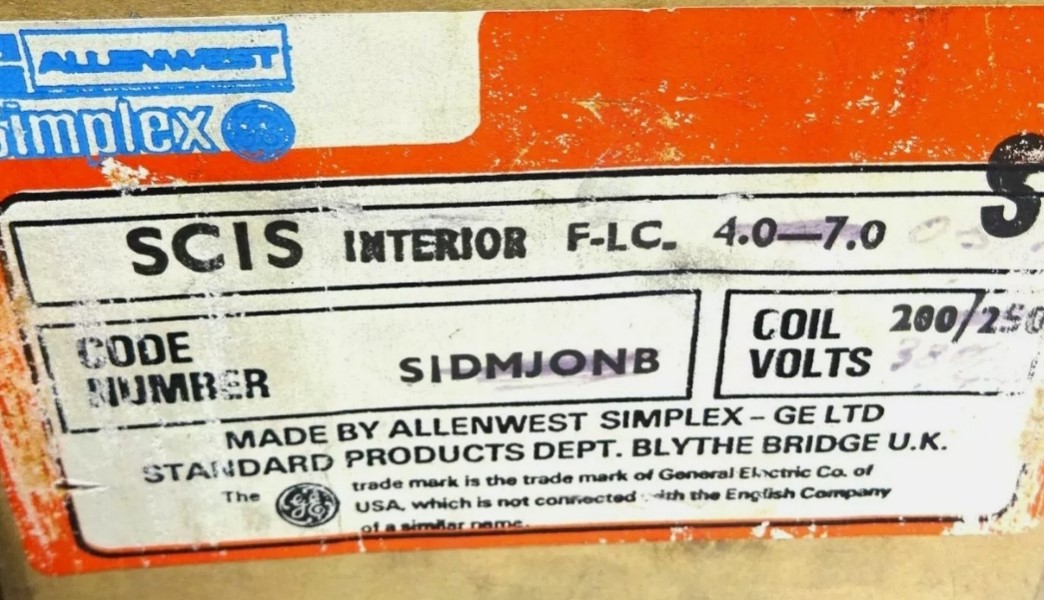 ALLENWEST
Simplex GE
S
SCIS INTERIOR F-LC. 4.0—7.0
CODE NUMBER SIDMJONB
COIL VOLTS 200/250
MADE BY ALLENWEST SIMPLEX – GE LTD
STANDARD PRODUCTS DEPT. BLYTHE BRIDGE U.K.
The GE trade mark is the trade mark of General Electric Co. of
USA, which is not connected with the English Company
of a similar name.